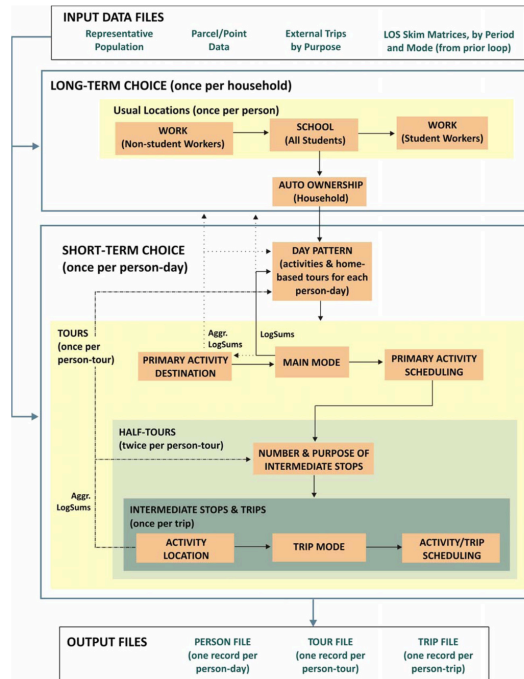 INPUT DATA FILES
Representative
Population
Parcel/Point
Data
External Trips
by Purpose
LOS Skim Matrices, by Period
and Mode (from prior loop)
LONG-TERM CHOICE (once per household)
Usual Locations (once per person)
WORK
(Non-student Workers)
SCHOOL
(All Students)
WORK
(Student Workers)
AUTO OWNERSHIP
(Household)
SHORT-TERM CHOICE
(once per person-day)
DAY PATTERN
(activities & home-
based tours for each
person-day)
TOURS
(once per
person-tour)
Aggr.
LogSums
LogSums
PRIMARY ACTIVITY
DESTINATION
MAIN MODE
PRIMARY ACTIVITY
SCHEDULING
HALF-TOURS
(twice per person-tour)
NUMBER & PURPOSE OF
INTERMEDIATE STOPS
Aggr.
LogSums
INTERMEDIATE STOPS & TRIPS
(once per trip)
ACTIVITY
LOCATION
TRIP MODE
ACTIVITY/TRIP
SCHEDULING
OUTPUT FILES
PERSON FILE
(one record per
person-day)
TOUR FILE
(one record per
person-tour)
TRIP FILE
(one record per
person-trip)